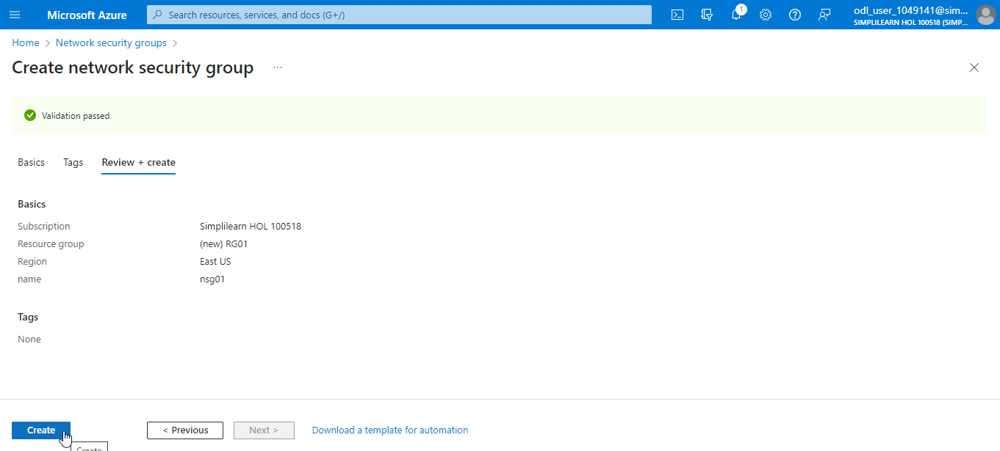 Microsoft Azure
Search resources, services, and docs (G+/)
1
odl_user_1049141@sim...
SIMPLILEARN HOL 100518 (SIMP...
Home > Network security groups >
Create network security group ...
Validation passed
Basics Tags Review + create
Basics
Subscription Simplilearn HOL 100518
Resource group (new) RG01
Region East US
name nsg01
Tags
None
Create < Previous Next > Download a template for automation
Create